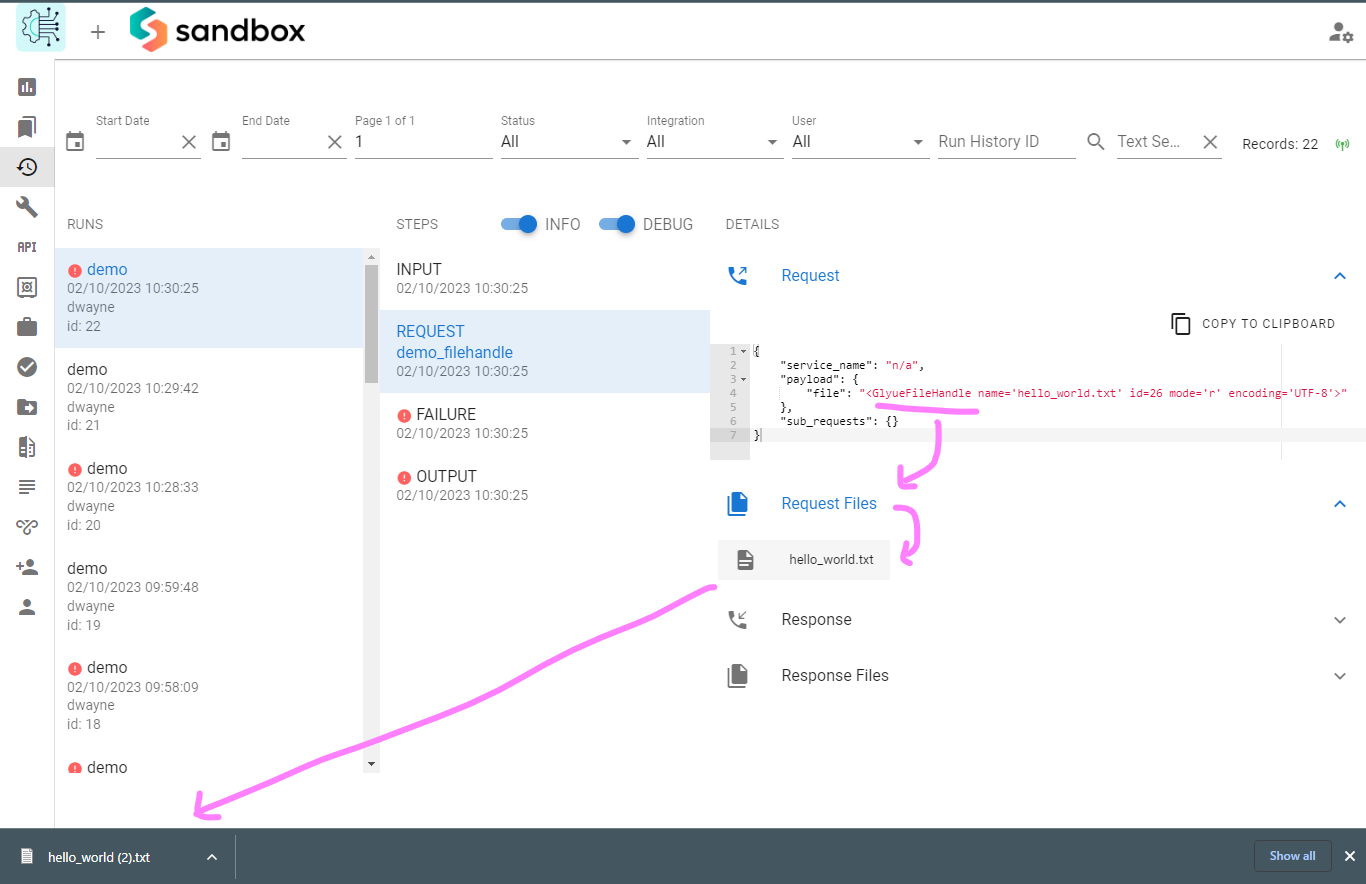 sandbox
Start Date
End Date
Page 1 of 1
1
Status
All
Integration
All
User
All
Run History ID
Text Se...
Records: 22
RUNS
STEPS
INFO
DEBUG
DETAILS
API
demo
02/10/2023 10:30:25
dwayne
id: 22
demo
02/10/2023 10:29:42
dwayne
id: 21
demo
02/10/2023 10:28:33
dwayne
id: 20
demo
02/10/2023 09:59:48
dwayne
id: 19
demo
02/10/2023 09:58:09
dwayne
id: 18
demo
INPUT
02/10/2023 10:30:25
REQUEST
demo_filehandle
02/10/2023 10:30:25
FAILURE
02/10/2023 10:30:25
OUTPUT
02/10/2023 10:30:25
Request
COPY TO CLIPBOARD
1 {
2 "service_name": "n/a",
3 "payload": {
4 "file": "<GlyueFileHandle name='hello_world.txt' id=26 mode='r' encoding='UTF-8'>"
5 },
6 "sub_requests": {}
7 }
Request Files
hello_world.txt
Response
Response Files
hello_world (2).txt
Show all